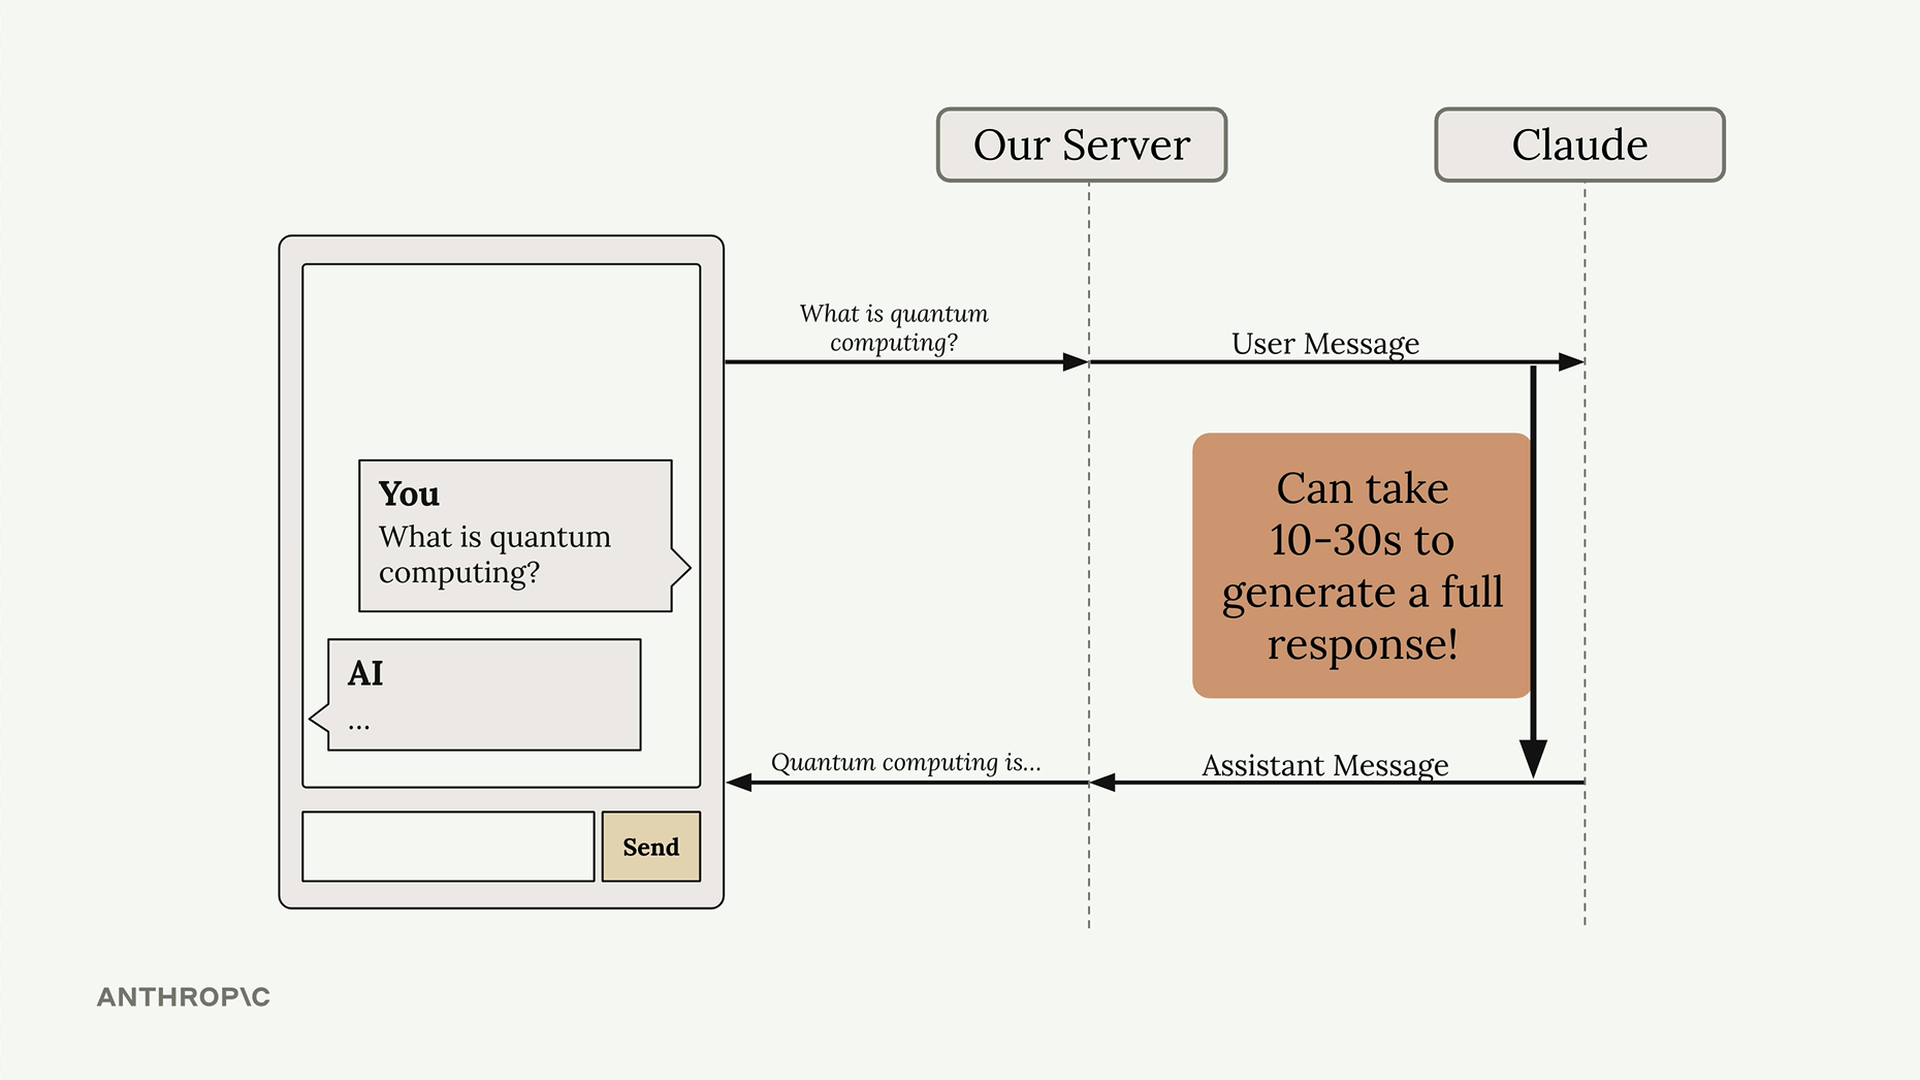 Our Server
Claude
What is quantum
computing?
User Message
You
What is quantum
computing?
AI
...
Can take
10-30s to
generate a full
response!
Quantum computing is...
Assistant Message
Send
ANTHROP\C